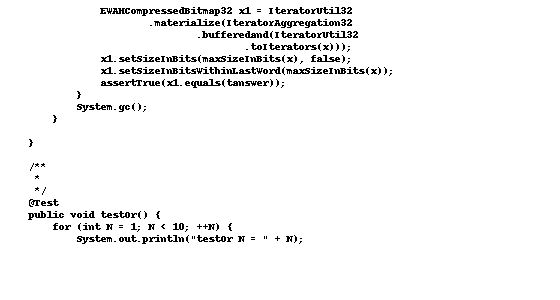 EWAHCompressedBitmap32 x1 = IteratorUtil32
.materialize(IteratorAggregation32
.bufferedand(IteratorUtil32
.toIterators(x)));
x1.setSizeInBits(maxSizeInBits(x), false);
x1.setSizeInBitsWithinLastWord(maxSizeInBits(x));
assertTrue(x1.equals(tanswer));
}
System.gc();
}
}
/**
*
*/
@Test
public void testOr() {
for (int N = 1; N < 10; ++N) {
System.out.println("testOr N = " + N);